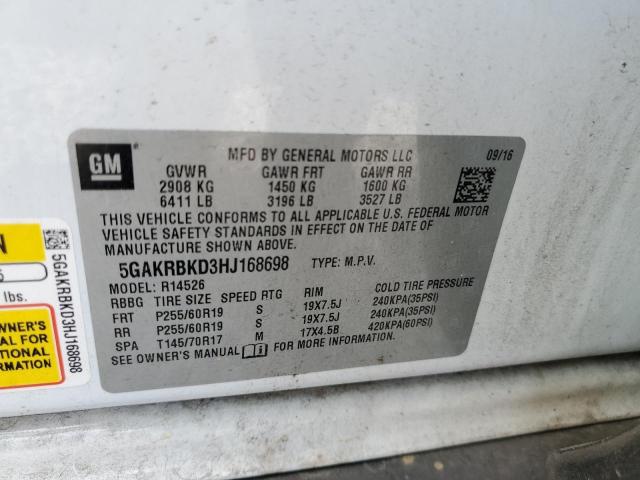 GM
MFD BY GENERAL MOTORS LLC 09/16
GVWR GAWR FRT GAWR RR
2908 KG 1450 KG 1600 KG
6411 LB 3196 LB 3527 LB
THIS VEHICLE CONFORMS TO ALL APPLICABLE U.S. FEDERAL MOTOR
VEHICLE SAFETY STANDARDS IN EFFECT ON THE DATE OF
MANUFACTURE SHOWN ABOVE.
5GAKRBKD3HJ168698 TYPE: M.P.V.
MODEL: R14526
RBBG TIRE SIZE SPEED RTG RIM COLD TIRE PRESSURE
FRT P255/60R19 S 19X7.5J 240KPA(35PSI)
RR P255/60R19 S 19X7.5J 240KPA(35PSI)
SPA T145/70R17 M 17X4.5B 420KPA(60PSI)
SEE OWNER'S MANUAL FOR MORE INFORMATION.
N
lbs.
OWNER'S
AL FOR
TIONAL
RMATION
5GAKRBKD3HJ168698